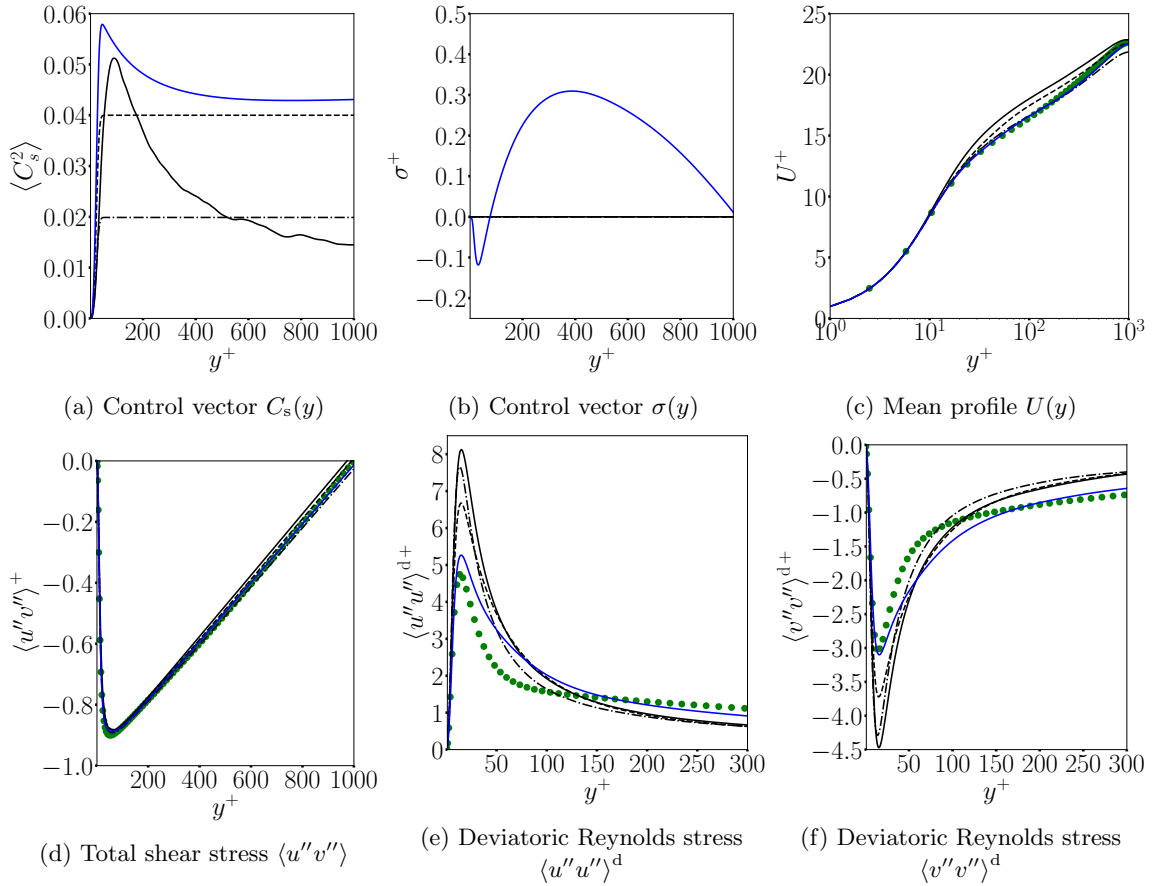 0.06
0.05
0.04
0.03
0.02
0.01
0.00
200 400 600 800 1000
⟨C_s^2⟩
y^+
(a) Control vector C_s(y)
0.5
0.4
0.3
0.2
0.1
0.0
−0.1
−0.2
200 400 600 800 1000
σ^+
y^+
(b) Control vector σ(y)
25
20
15
10
5
0
10^0 10^1 10^2 10^3
U^+
y^+
(c) Mean profile U(y)
0.0
−0.2
−0.4
−0.6
−0.8
−1.0
200 400 600 800 1000
⟨u''v''⟩^+
y^+
(d) Total shear stress ⟨u''v''⟩
8
7
6
5
4
3
2
1
0
50 100 150 200 250 300
⟨u''u''⟩^{d+}
y^+
(e) Deviatoric Reynolds stress
⟨u''u''⟩^d
0.0
−0.5
−1.0
−1.5
−2.0
−2.5
−3.0
−3.5
−4.0
−4.5
50 100 150 200 250 300
⟨v''v''⟩^{d+}
y^+
(f) Deviatoric Reynolds stress
⟨v''v''⟩^d